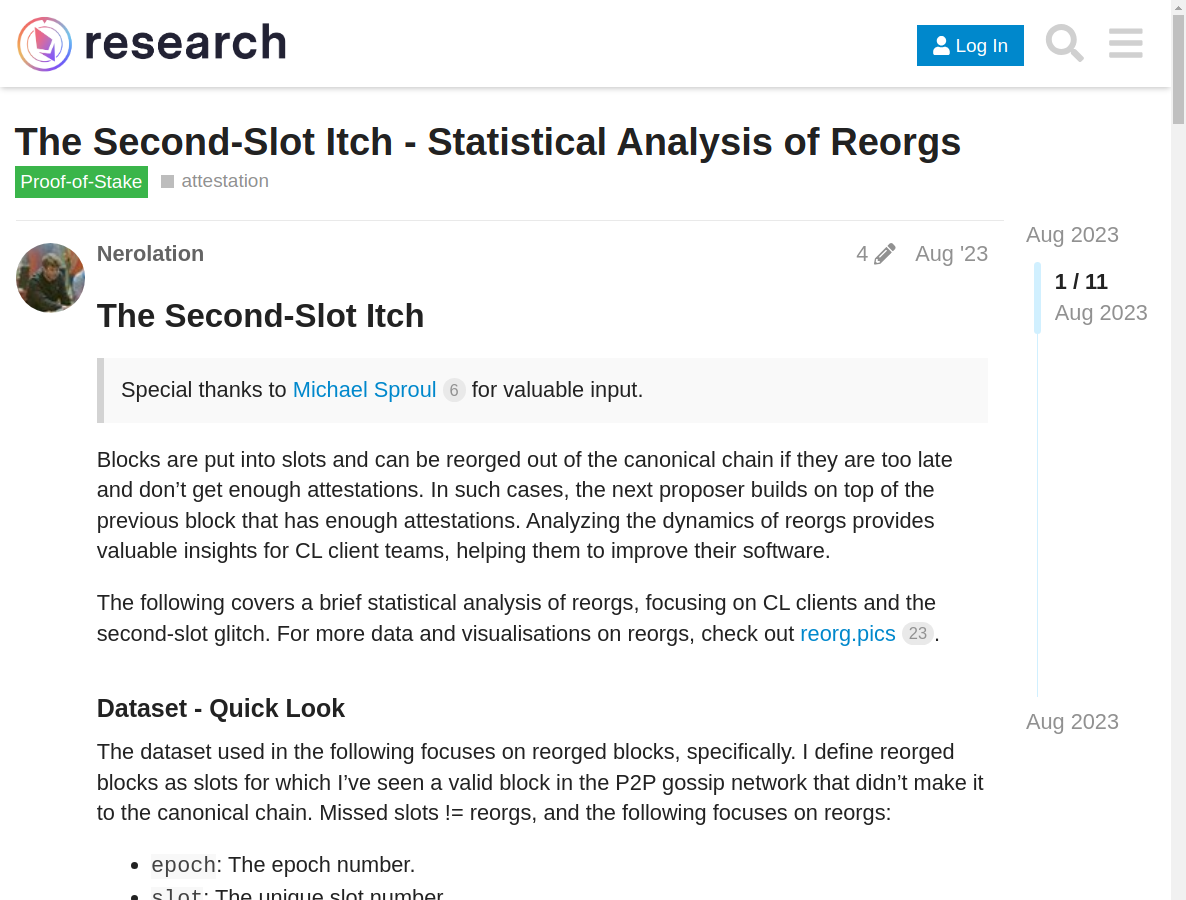 research
Log In
The Second-Slot Itch - Statistical Analysis of Reorgs
Proof-of-Stake attestation
Aug 2023
Nerolation 4 Aug '23
1 / 11
Aug 2023
The Second-Slot Itch
Special thanks to Michael Sproul 6 for valuable input.
Blocks are put into slots and can be reorged out of the canonical chain if they are too late
and don’t get enough attestations. In such cases, the next proposer builds on top of the
previous block that has enough attestations. Analyzing the dynamics of reorgs provides
valuable insights for CL client teams, helping them to improve their software.
The following covers a brief statistical analysis of reorgs, focusing on CL clients and the
second-slot glitch. For more data and visualisations on reorgs, check out reorg.pics 23.
Dataset - Quick Look
Aug 2023
The dataset used in the following focuses on reorged blocks, specifically. I define reorged
blocks as slots for which I’ve seen a valid block in the P2P gossip network that didn’t make it
to the canonical chain. Missed slots != reorgs, and the following focuses on reorgs:
epoch: The epoch number.
slot: The unique slot number